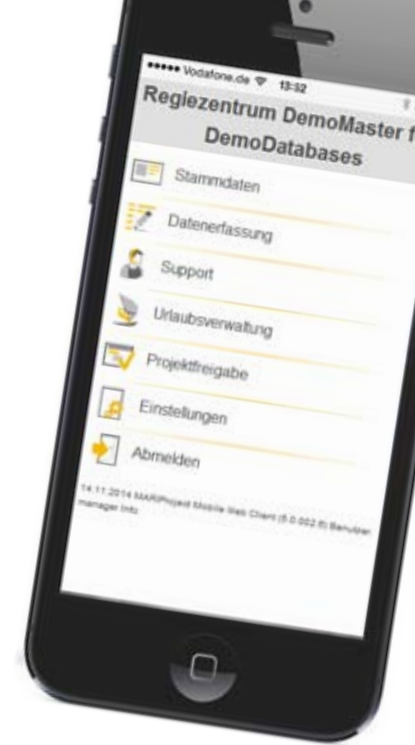 Vodafone.de 13:32
Regiezentrum DemoMaster f
DemoDatabases
Stammdaten
Datenerfassung
Support
Urlaubsverwaltung
Projektfreigabe
Einstellungen
Abmelden
14.11.2014 MARIProject Mobile Web Client (5.0.002.6) Benutzer:
manager Info